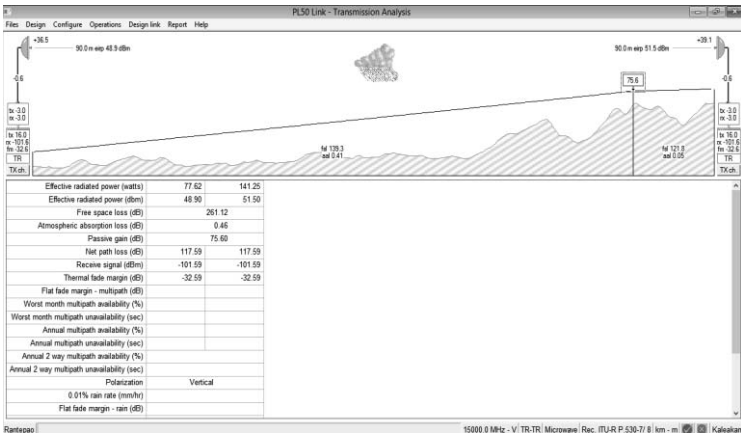 PL50 Link - Transmission Analysis
Files Design Configure Operations Design link Report Help
+36.5 90.0 m eirp 48.9 dBm 90.0 m eirp 51.5 dBm +39.1
75.6
-0.6 -0.6
tx -3.0 tx -3.0
rx -3.0 rx -3.0
tx 16.0 tx 16.0
rx -101.6 rx -101.6
fm -32.6 fm -32.6
TR TR
TX ch. TX ch.
fsl 139.3 fsl 121.8
aal 0.41 aal 0.05
Effective radiated power (watts) 77.62 141.25
Effective radiated power (dbm) 48.90 51.50
Free space loss (dB) 261.12
Atmospheric absorption loss (dB) 0.46
Passive gain (dB) 75.60
Net path loss (dB) 117.59 117.59
Receive signal (dBm) -101.59 -101.59
Thermal fade margin (dB) -32.59 -32.59
Flat fade margin - multipath (dB)
Worst month multipath availability (%)
Worst month multipath unavailability (sec)
Annual multipath availability (%)
Annual multipath unavailability (sec)
Annual 2 way multipath availability (%)
Annual 2 way multipath unavailability (sec)
Polarization Vertical
0.01% rain rate (mm/hr)
Flat fade margin - rain (dB)
Rantepao 15000.0 MHz - V TR-TR Microwave Rec. ITU-R P.530-7/ 8 km - m Kaleakan